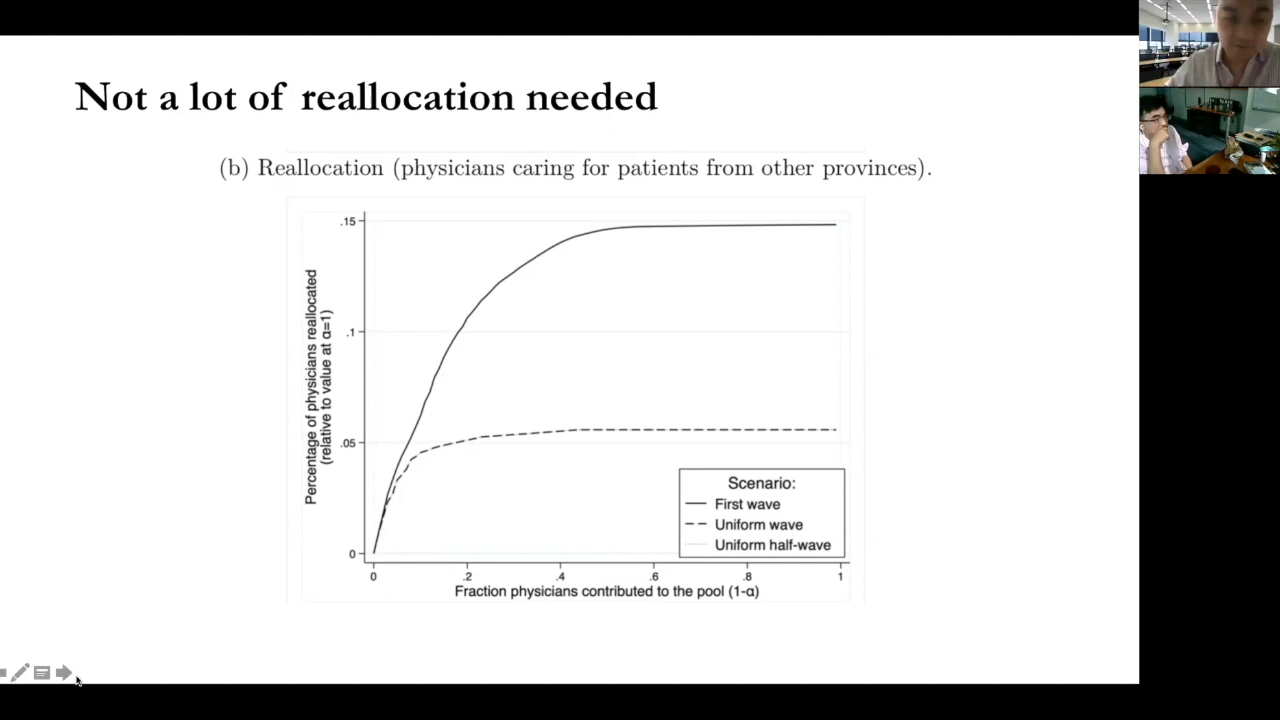 Not a lot of reallocation needed
(b) Reallocation (physicians caring for patients from other provinces).
Percentage of physicians reallocated
(relative to value at α=1)
.15
.1
.05
0
0 .2 .4 .6 .8 1
Fraction physicians contributed to the pool (1-α)
Scenario:
First wave
Uniform wave
Uniform half-wave